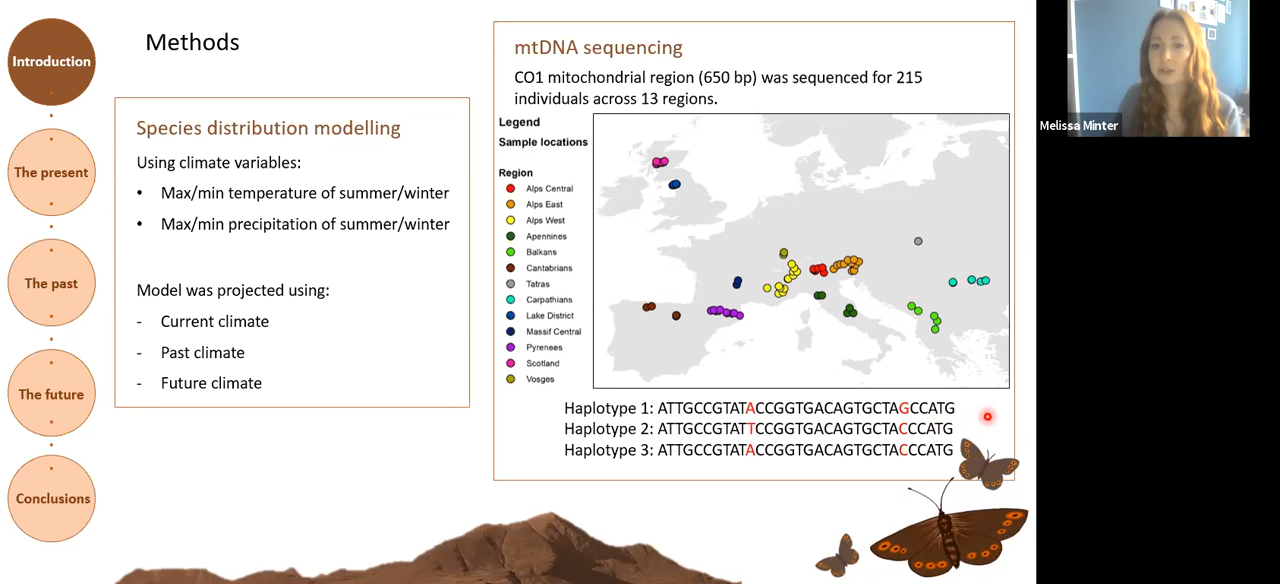 Introduction
The present
The past
The future
Conclusions
Methods
Species distribution modelling
Using climate variables:
• Max/min temperature of summer/winter
• Max/min precipitation of summer/winter
Model was projected using:
- Current climate
- Past climate
- Future climate
mtDNA sequencing
CO1 mitochondrial region (650 bp) was sequenced for 215
individuals across 13 regions.
Legend
Sample locations
Region
Alps Central
Alps East
Alps West
Apennines
Balkans
Cantabrians
Tatras
Carpathians
Lake District
Massif Central
Pyrenees
Scotland
Vosges
Haplotype 1: ATTGCCGTATACCGGTGACAGTGCTAGCCATG
Haplotype 2: ATTGCCGTATTCCGGTGACAGTGCTACCCATG
Haplotype 3: ATTGCCGTATACCGGTGACAGTGCTACCCATG
Melissa Minter